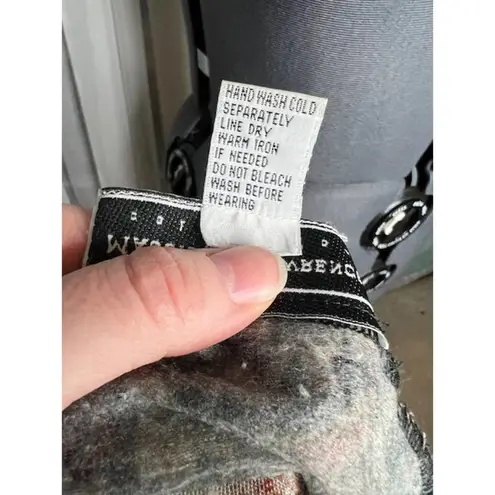 HAND WASH COLD
SEPARATELY
LINE DRY
WARM IRON
IF NEEDED
DO NOT BLEACH
WASH BEFORE
WEARING